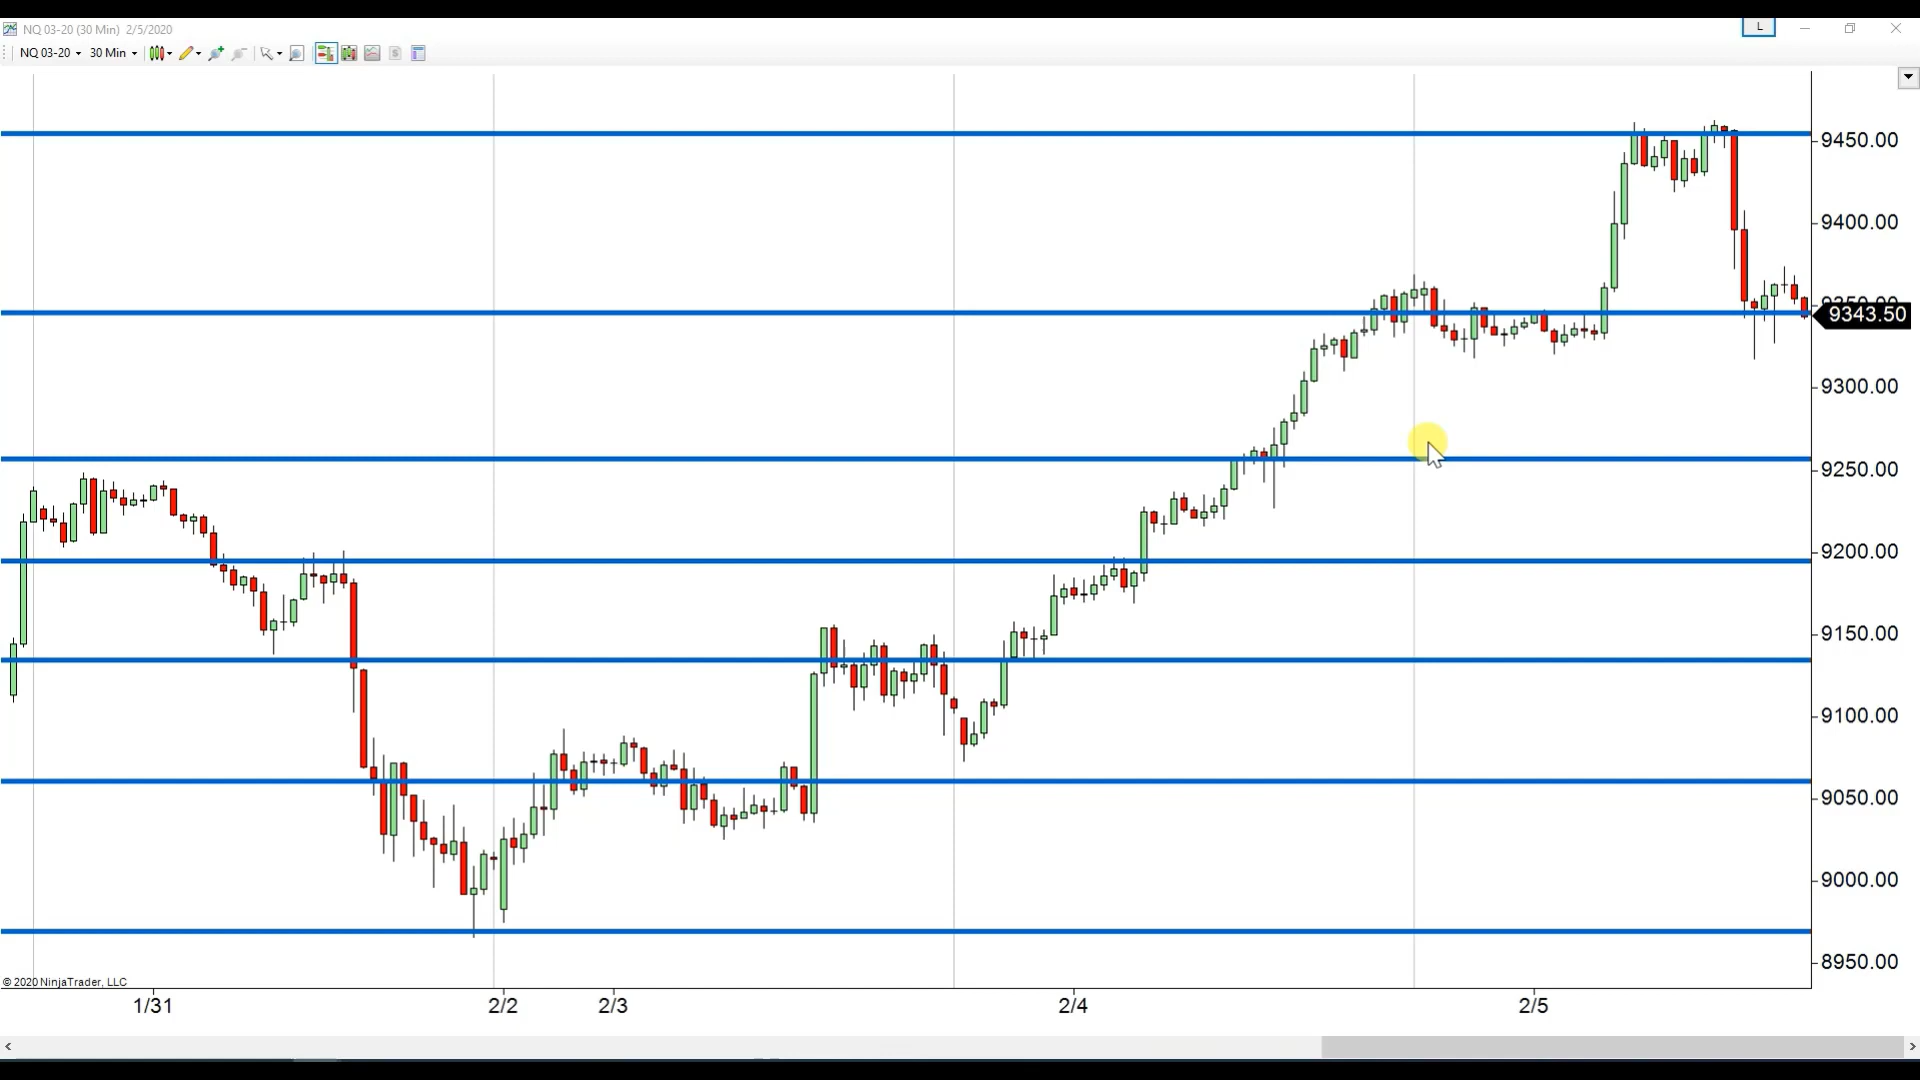 NQ 03-20 (30 Min) 2/5/2020
L
NQ 03-20 30 Min
9450.00
9400.00
9350.00
9343.50
9300.00
9250.00
9200.00
9150.00
9100.00
9050.00
9000.00
8950.00
© 2020 NinjaTrader, LLC
1/31 2/2 2/3 2/4 2/5